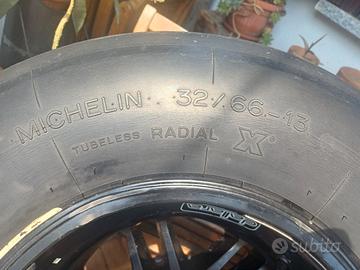 MICHELIN 32/66-13
TUBELESS RADIAL X
subito